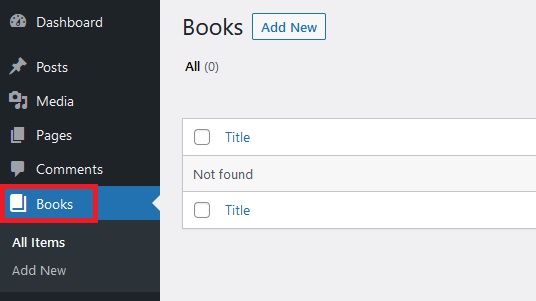 Dashboard
Posts
Media
Pages
Comments
Books
All Items
Add New
Books Add New
All (0)
Title
Not found
Title